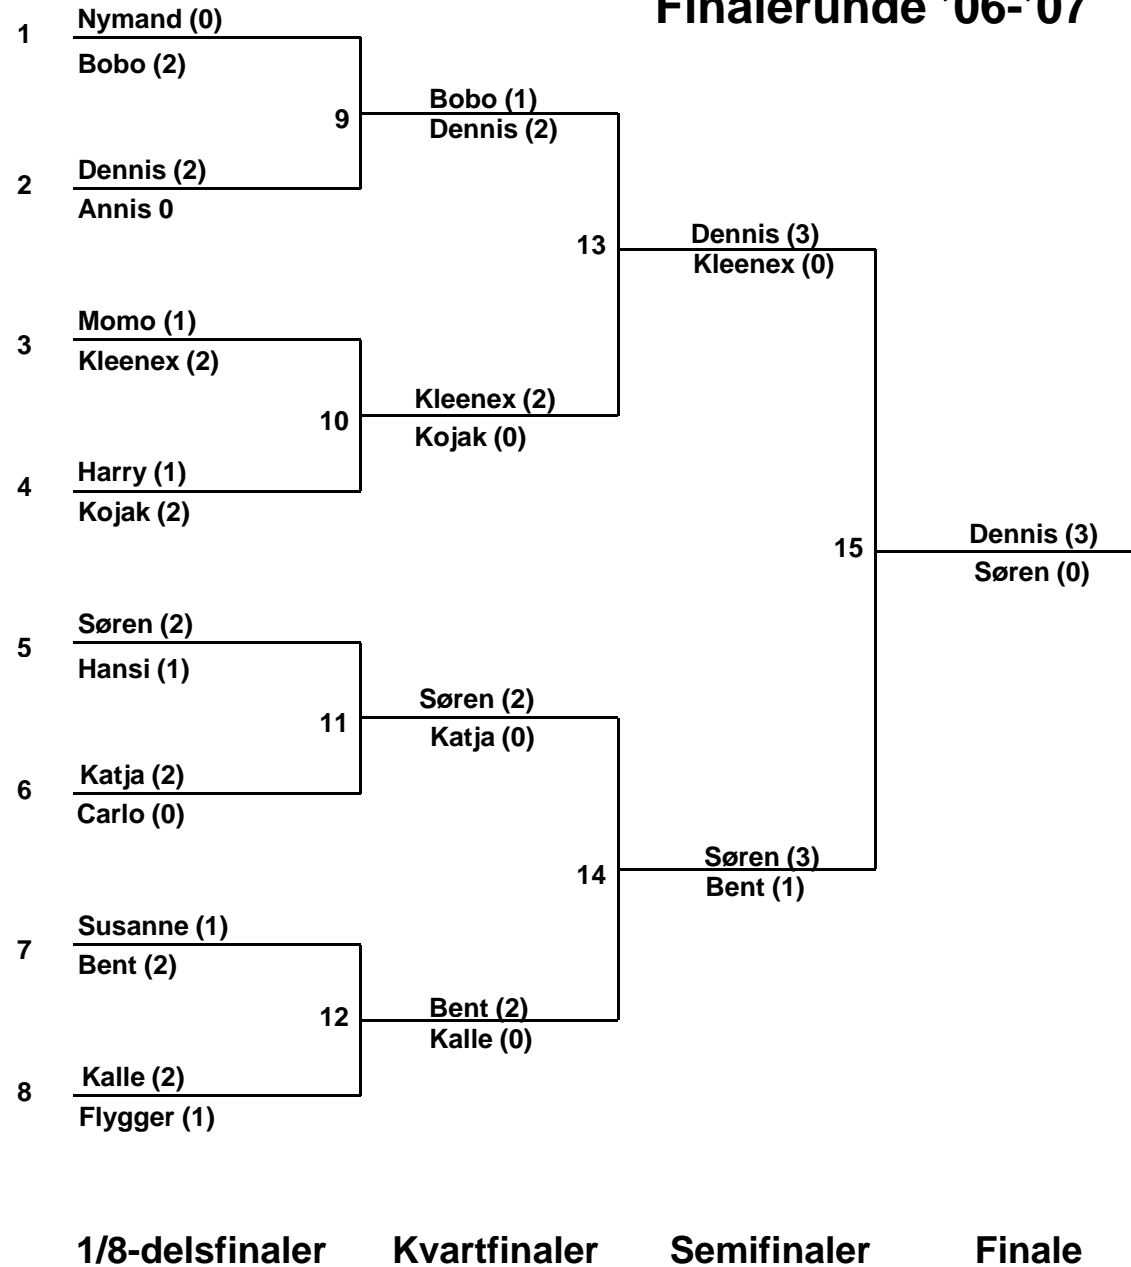 Finalerunde '06-'07
1
Nymand (0)
Bobo (2)
9
Bobo (1)
Dennis (2)
2
Dennis (2)
Annis 0
13
Dennis (3)
Kleenex (0)
3
Momo (1)
Kleenex (2)
10
Kleenex (2)
Kojak (0)
4
Harry (1)
Kojak (2)
15
Dennis (3)
Søren (0)
5
Søren (2)
Hansi (1)
11
Søren (2)
Katja (0)
6
Katja (2)
Carlo (0)
14
Søren (3)
Bent (1)
7
Susanne (1)
Bent (2)
12
Bent (2)
Kalle (0)
8
Kalle (2)
Flygger (1)
1/8-delsfinaler
Kvartfinaler
Semifinaler
Finale